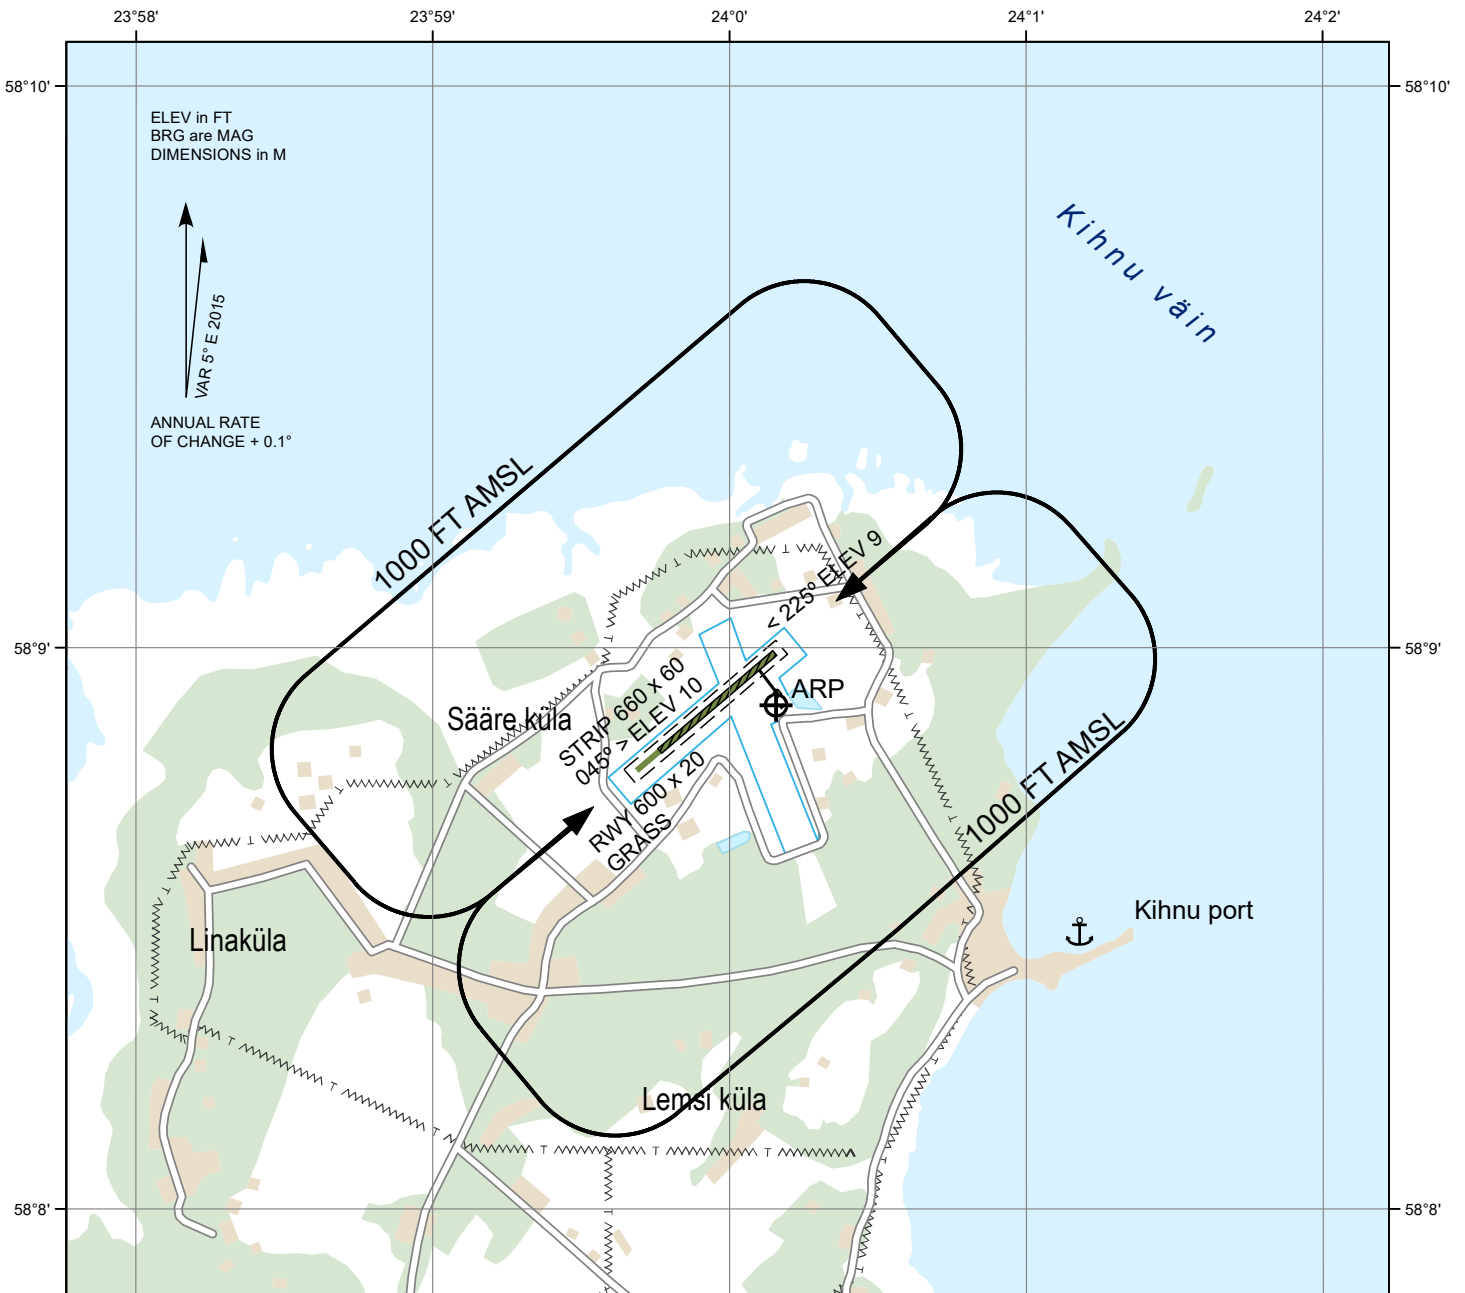 23°58' 23°59' 24°0' 24°1' 24°2'
58°10' 58°10'
ELEV in FT
BRG are MAG
DIMENSIONS in M
VAR 5° E 2015
ANNUAL RATE
OF CHANGE + 0.1°
Kihnu väin
1000 FT AMSL
< 225° ELEV 9
58°9' 58°9'
ARP
Sääre küla
STRIP 660 x 60
045° > ELEV 10
RWY 600 x 20
GRASS
1000 FT AMSL
Kihnu port
Linaküla
Lemsi küla
58°8' 58°8'